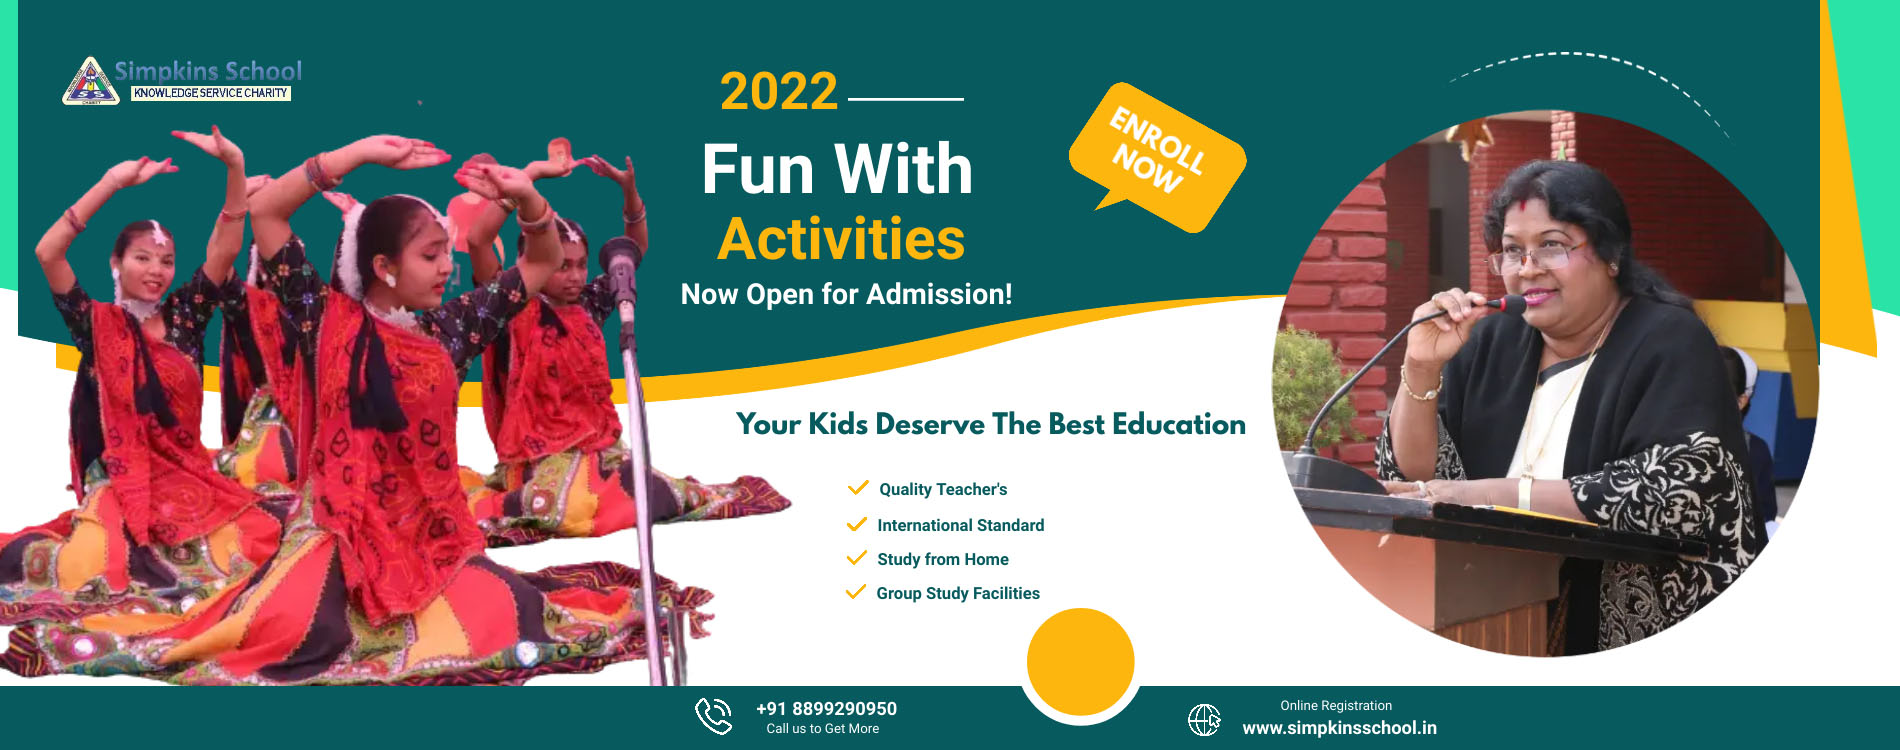 Simpkins School
KNOWLEDGE SERVICE CHARITY
CHARITY
2022
Fun With
Activities
Now Open for Admission!
ENROLL
NOW
Your Kids Deserve The Best Education
Quality Teacher's
International Standard
Study from Home
Group Study Facilities
+91 8899290950
Call us to Get More
Online Registration
www.simpkinsschool.in